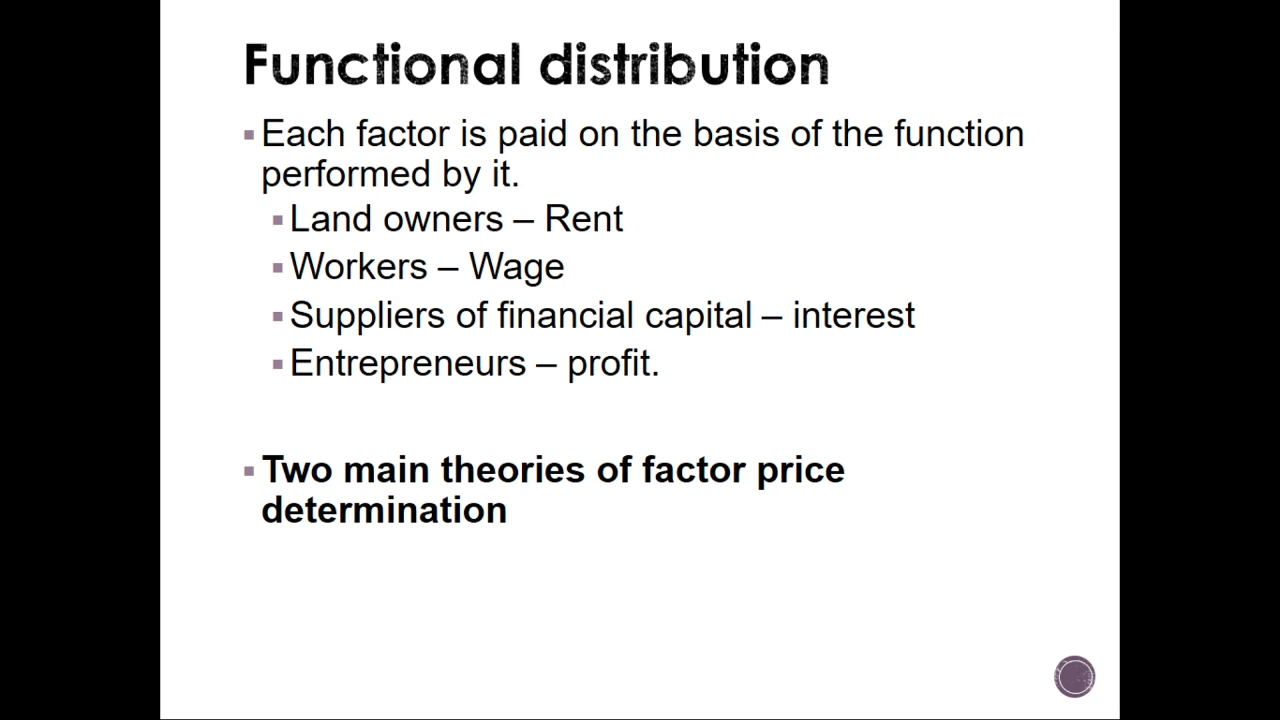 Functional distribution
▪Each factor is paid on the basis of the function
performed by it.
▪Land owners – Rent
▪Workers – Wage
▪Suppliers of financial capital – interest
▪Entrepreneurs – profit.
▪Two main theories of factor price
determination